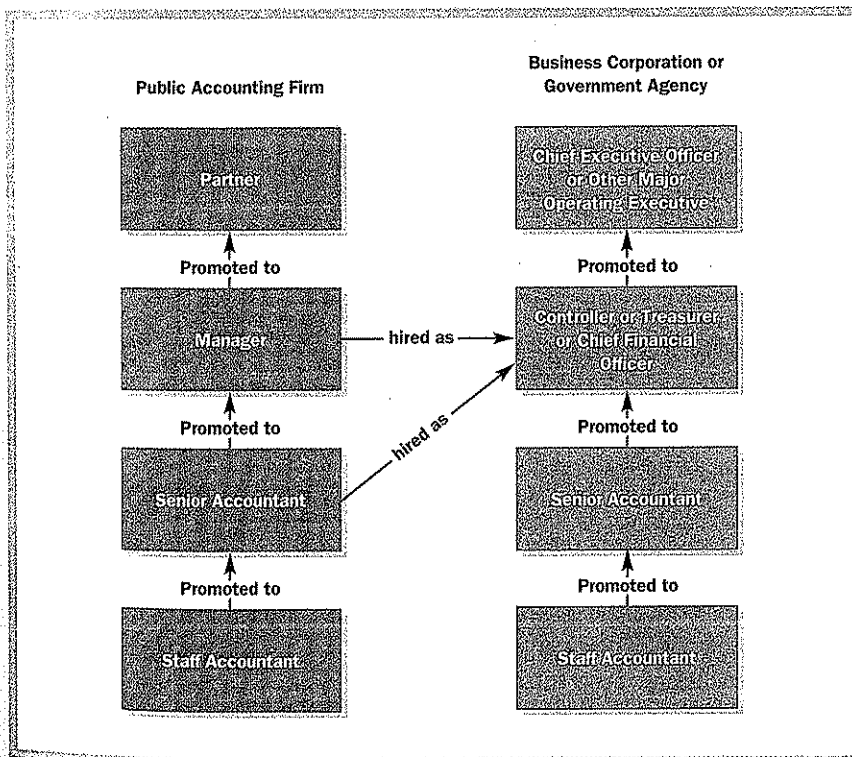 Public Accounting Firm
Business Corporation or
Government Agency
Partner
Chief Executive Officer
or Other Major
Operating Executive
Promoted to
Promoted to
Manager
hired as
Controller or Treasurer
or Chief Financial
Officer
Promoted to
hired as
Promoted to
Senior Accountant
Senior Accountant
Promoted to
Promoted to
Staff Accountant
Staff Accountant